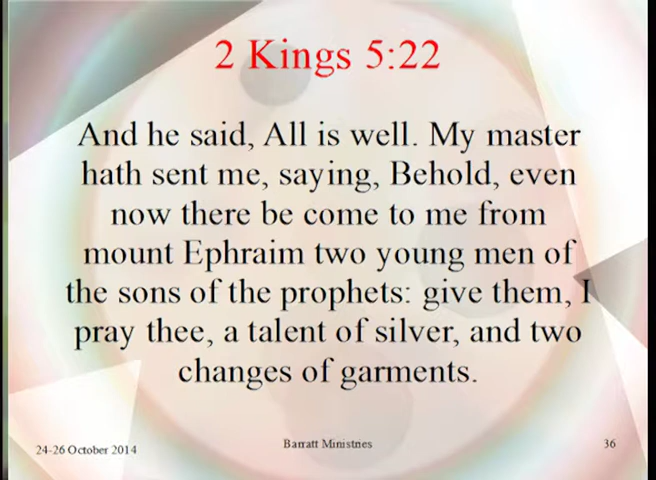 2 Kings 5:22
And he said, All is well. My master
hath sent me, saying, Behold, even
now there be come to me from
mount Ephraim two young men of
the sons of the prophets: give them, I
pray thee, a talent of silver, and two
changes of garments.
24-26 October 2014
Barratt Ministries
36